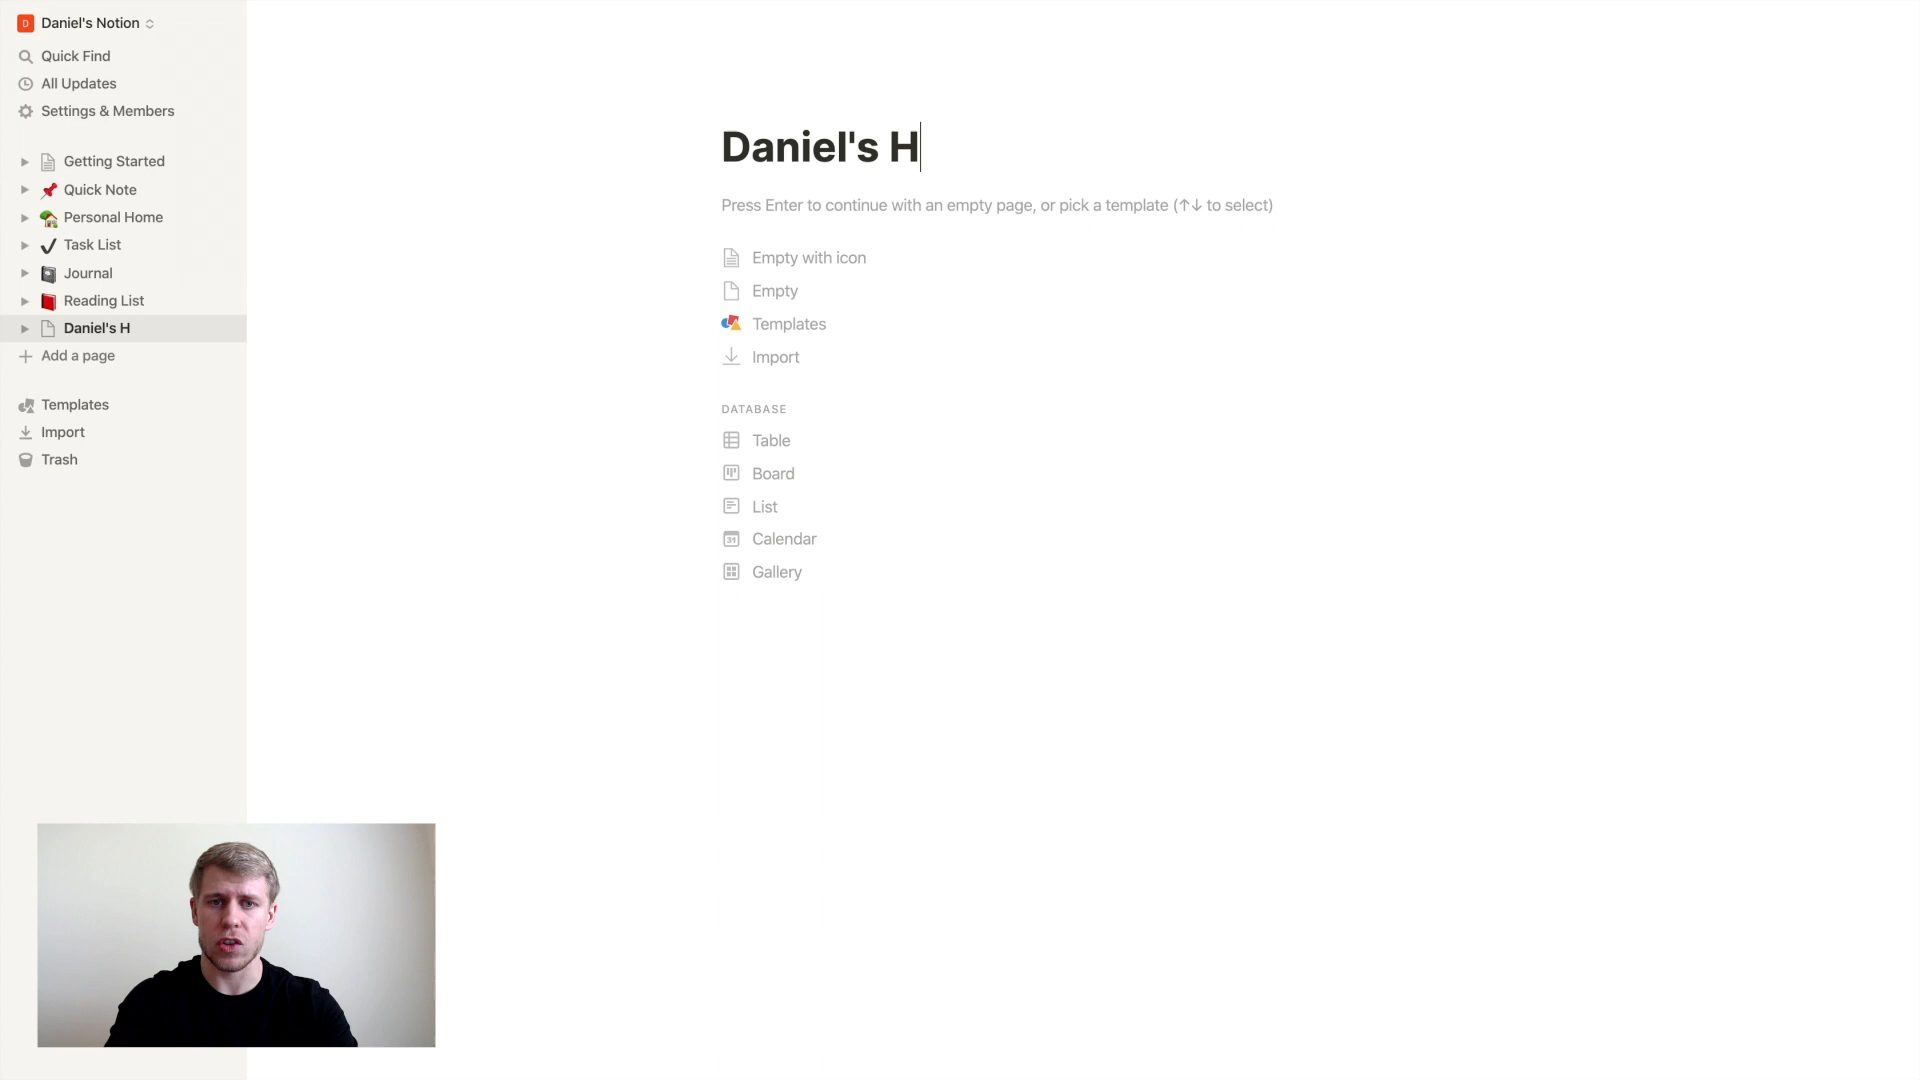 D Daniel's Notion
Quick Find
All Updates
Settings & Members
Getting Started
Quick Note
Personal Home
Task List
Journal
Reading List
Daniel's H
Add a page
Templates
Import
Trash
Daniel's H
Press Enter to continue with an empty page, or pick a template (↑↓ to select)
Empty with icon
Empty
Templates
Import
DATABASE
Table
Board
List
31 Calendar
Gallery